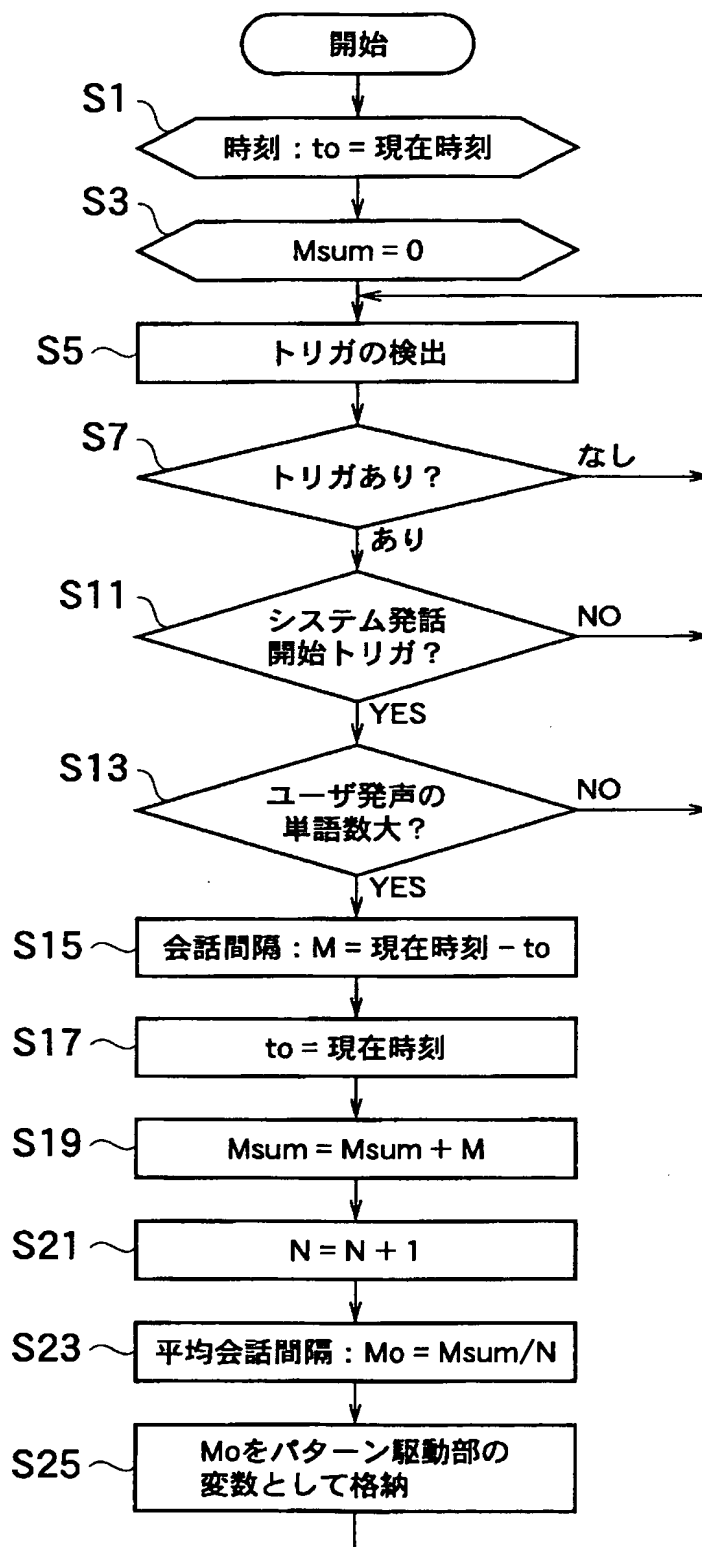 開始
S1
時刻：to = 現在時刻
S3
Msum = 0
S5
トリガの検出
S7
トリガあり？
なし
あり
S11
システム発話
開始トリガ？
NO
YES
S13
ユーザ発声の
単語数大？
NO
YES
S15
会話間隔：M = 現在時刻 − to
S17
to = 現在時刻
S19
Msum = Msum + M
S21
N = N + 1
S23
平均会話間隔：Mo = Msum/N
S25
Moをパターン駆動部の
変数として格納